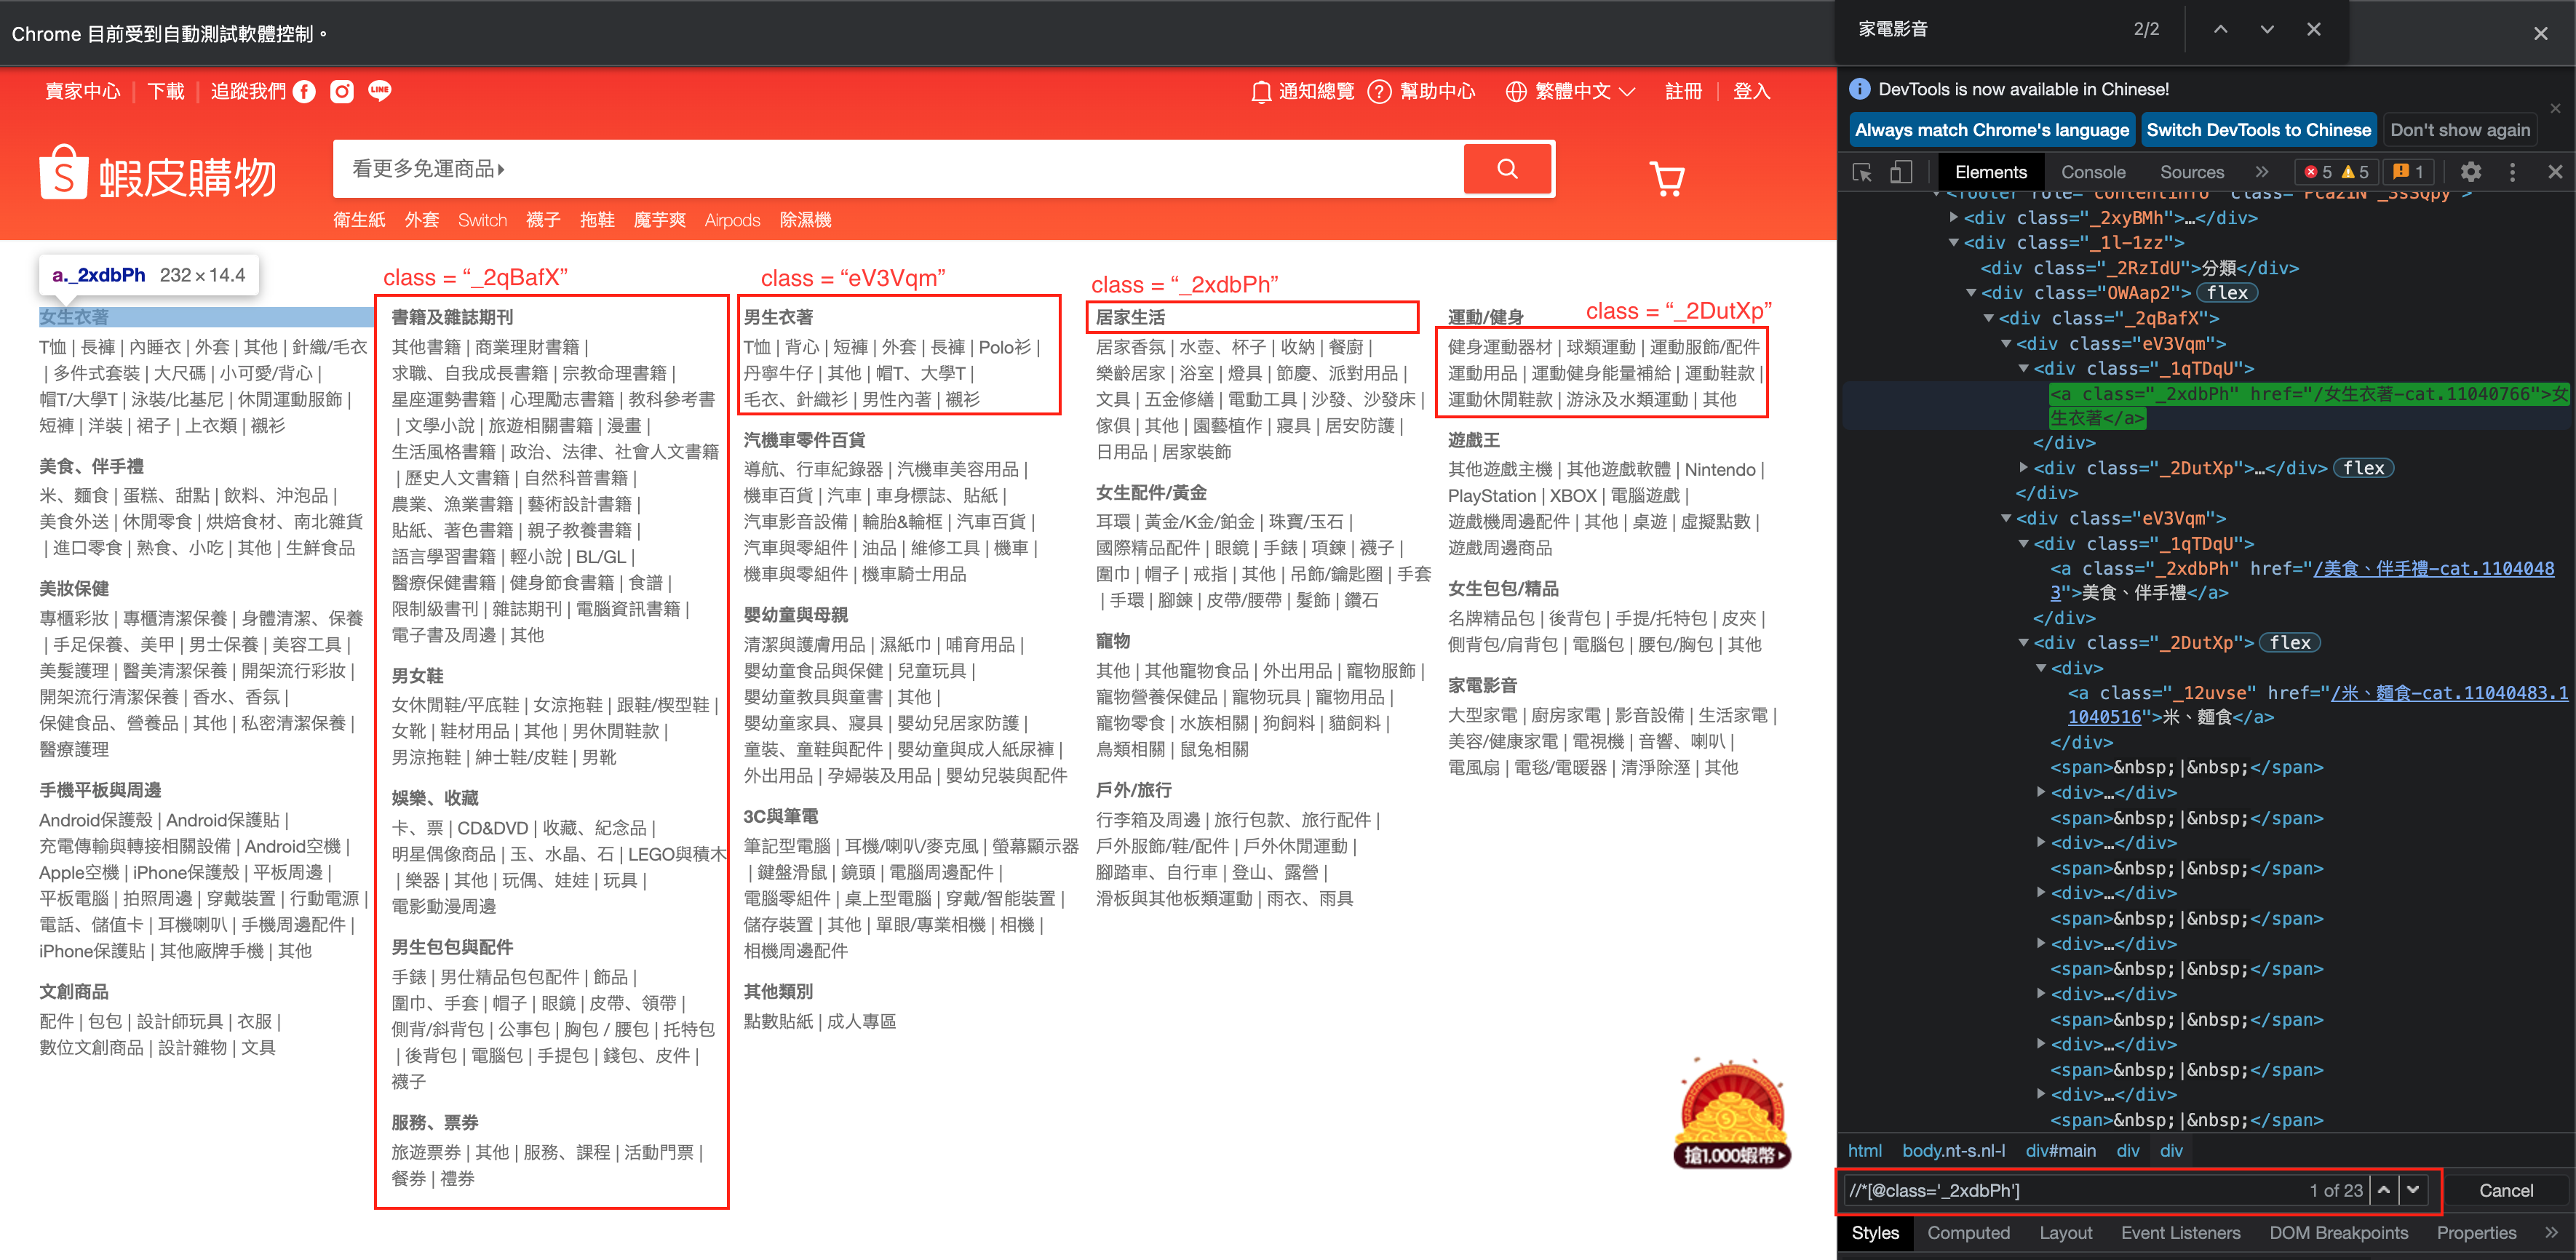 Chrome 目前受到自動測試軟體控制。
家電影音 2/2
賣家中心 下載 追蹤我們
LINE
通知總覽 幫助中心 繁體中文 註冊 登入
蝦皮購物
看更多免運商品
衛生紙 外套 Switch 襪子 拖鞋 魔芋爽 Airpods 除濕機
a._2xdbPh 232 × 14.4
女生衣著
T恤 | 長褲 | 內睡衣 | 外套 | 其他 | 針織/毛衣
| 多件式套裝 | 大尺碼 | 小可愛/背心 |
帽T/大學T | 泳裝/比基尼 | 休閒運動服飾 |
短褲 | 洋裝 | 裙子 | 上衣類 | 襯衫
美食、伴手禮
米、麵食 | 蛋糕、甜點 | 飲料、沖泡品 |
美食外送 | 休閒零食 | 烘焙食材、南北雜貨
| 進口零食 | 熟食、小吃 | 其他 | 生鮮食品
美妝保健
專櫃彩妝 | 專櫃清潔保養 | 身體清潔、保養
| 手足保養、美甲 | 男士保養 | 美容工具 |
美髮護理 | 醫美清潔保養 | 開架流行彩妝 |
開架流行清潔保養 | 香水、香氛 |
保健食品、營養品 | 其他 | 私密清潔保養 |
醫療護理
手機平板與周邊
Android保護殼 | Android保護貼 |
充電傳輸與轉接相關設備 | Android空機 |
Apple空機 | iPhone保護殼 | 平板周邊 |
平板電腦 | 拍照周邊 | 穿戴裝置 | 行動電源 |
電話、儲值卡 | 耳機喇叭 | 手機周邊配件 |
iPhone保護貼 | 其他廠牌手機 | 其他
文創商品
配件 | 包包 | 設計師玩具 | 衣服 |
數位文創商品 | 設計雜物 | 文具
class = “_2qBafX”
書籍及雜誌期刊
其他書籍 | 商業理財書籍 |
求職、自我成長書籍 | 宗教命理書籍 |
星座運勢書籍 | 心理勵志書籍 | 教科參考書
| 文學小說 | 旅遊相關書籍 | 漫畫 |
生活風格書籍 | 政治、法律、社會人文書籍
| 歷史人文書籍 | 自然科普書籍 |
農業、漁業書籍 | 藝術設計書籍 |
貼紙、著色書籍 | 親子教養書籍 |
語言學習書籍 | 輕小說 | BL/GL |
醫療保健書籍 | 健身節食書籍 | 食譜 |
限制級書刊 | 雜誌期刊 | 電腦資訊書籍 |
電子書及周邊 | 其他
男女鞋
女休閒鞋/平底鞋 | 女涼拖鞋 | 跟鞋/楔型鞋 |
女靴 | 鞋材用品 | 其他 | 男休閒鞋款 |
男涼拖鞋 | 紳士鞋/皮鞋 | 男靴
娛樂、收藏
卡、票 | CD&DVD | 收藏、紀念品 |
明星偶像商品 | 玉、水晶、石 | LEGO與積木
| 樂器 | 其他 | 玩偶、娃娃 | 玩具 |
電影動漫周邊
男生包包與配件
手錶 | 男仕精品包包配件 | 飾品 |
圍巾、手套 | 帽子 | 眼鏡 | 皮帶、領帶 |
側背/斜背包 | 公事包 | 胸包 / 腰包 | 托特包
| 後背包 | 電腦包 | 手提包 | 錢包、皮件 |
襪子
服務、票券
旅遊票券 | 其他 | 服務、課程 | 活動門票 |
餐券 | 禮券
class = “eV3Vqm”
男生衣著
T恤 | 背心 | 短褲 | 外套 | 長褲 | Polo衫 |
丹寧牛仔 | 其他 | 帽T、大學T |
毛衣、針織衫 | 男性內著 | 襯衫
汽機車零件百貨
導航、行車紀錄器 | 汽機車美容用品 |
機車百貨 | 汽車 | 車身標誌、貼紙 |
汽車影音設備 | 輪胎&輪框 | 汽車百貨 |
汽車與零組件 | 油品 | 維修工具 | 機車 |
機車與零組件 | 機車騎士用品
嬰幼童與母親
清潔與護膚用品 | 濕紙巾 | 哺育用品 |
嬰幼童食品與保健 | 兒童玩具 |
嬰幼童教具與童書 | 其他 |
嬰幼童家具、寢具 | 嬰幼兒居家防護 |
童裝、童鞋與配件 | 嬰幼童與成人紙尿褲 |
外出用品 | 孕婦裝及用品 | 嬰幼兒裝與配件
3C與筆電
筆記型電腦 | 耳機/喇叭/麥克風 | 螢幕顯示器
| 鍵盤滑鼠 | 鏡頭 | 電腦周邊配件 |
電腦零組件 | 桌上型電腦 | 穿戴/智能裝置 |
儲存裝置 | 其他 | 單眼/專業相機 | 相機 |
相機周邊配件
其他類別
點數貼紙 | 成人專區
class = “_2xdbPh”
居家生活
居家香氛 | 水壺、杯子 | 收納 | 餐廚 |
樂齡居家 | 浴室 | 燈具 | 節慶、派對用品 |
文具 | 五金修繕 | 電動工具 | 沙發、沙發床 |
傢俱 | 其他 | 園藝植作 | 寢具 | 居安防護 |
日用品 | 居家裝飾
女生配件/黃金
耳環 | 黃金/K金/鉑金 | 珠寶/玉石 |
國際精品配件 | 眼鏡 | 手錶 | 項鍊 | 襪子 |
圍巾 | 帽子 | 戒指 | 其他 | 吊飾/鑰匙圈 | 手套
| 手環 | 腳鍊 | 皮帶/腰帶 | 髮飾 | 鑽石
寵物
其他 | 其他寵物食品 | 外出用品 | 寵物服飾 |
寵物營養保健品 | 寵物玩具 | 寵物用品 |
寵物零食 | 水族相關 | 狗飼料 | 貓飼料 |
鳥類相關 | 鼠兔相關
戶外/旅行
行李箱及周邊 | 旅行包款、旅行配件 |
戶外服飾/鞋/配件 | 戶外休閒運動 |
腳踏車、自行車 | 登山、露營 |
滑板與其他板類運動 | 雨衣、雨具
class = “_2DutXp”
運動/健身
健身運動器材 | 球類運動 | 運動服飾/配件
運動用品 | 運動健身能量補給 | 運動鞋款 |
運動休閒鞋款 | 游泳及水類運動 | 其他
遊戲王
其他遊戲主機 | 其他遊戲軟體 | Nintendo |
PlayStation | XBOX | 電腦遊戲 |
遊戲機周邊配件 | 其他 | 桌遊 | 虛擬點數 |
遊戲周邊商品
女生包包/精品
名牌精品包 | 後背包 | 手提/托特包 | 皮夾 |
側背包/肩背包 | 電腦包 | 腰包/胸包 | 其他
家電影音
大型家電 | 廚房家電 | 影音設備 | 生活家電 |
美容/健康家電 | 電視機 | 音響、喇叭 |
電風扇 | 電毯/電暖器 | 清淨除溼 | 其他
搶1,000蝦幣
DevTools is now available in Chinese!
Always match Chrome's language Switch DevTools to Chinese Don't show again
Elements Console Sources 5 5 1
<footer role="contentinfo" class="Pca21N _3sSQpy">
<div class="_2xyBMh">…</div>
<div class="_1l-1zz">
<div class="_2RzIdU">分類</div>
<div class="OWAap2"> flex
<div class="_2qBafX">
<div class="eV3Vqm">
<div class="_1qTDqU">
<a class="_2xdbPh" href="/女生衣著-cat.11040766">女
生衣著</a>
</div>
<div class="_2DutXp">…</div> flex
</div>
<div class="eV3Vqm">
<div class="_1qTDqU">
<a class="_2xdbPh" href="/美食、伴手禮-cat.1104048
3">美食、伴手禮</a>
</div>
<div class="_2DutXp"> flex
<div>
<a class="_12uvse" href="/米、麵食-cat.11040483.1
1040516">米、麵食</a>
</div>
<span>&nbsp;|&nbsp;</span>
<div>…</div>
<span>&nbsp;|&nbsp;</span>
<div>…</div>
<span>&nbsp;|&nbsp;</span>
<div>…</div>
<span>&nbsp;|&nbsp;</span>
<div>…</div>
<span>&nbsp;|&nbsp;</span>
<div>…</div>
<span>&nbsp;|&nbsp;</span>
<div>…</div>
<span>&nbsp;|&nbsp;</span>
<div>…</div>
<span>&nbsp;|&nbsp;</span>
html body.nt-s.nl-l div#main div div
//*[@class='_2xdbPh'] 1 of 23 Cancel
Styles Computed Layout Event Listeners DOM Breakpoints Properties